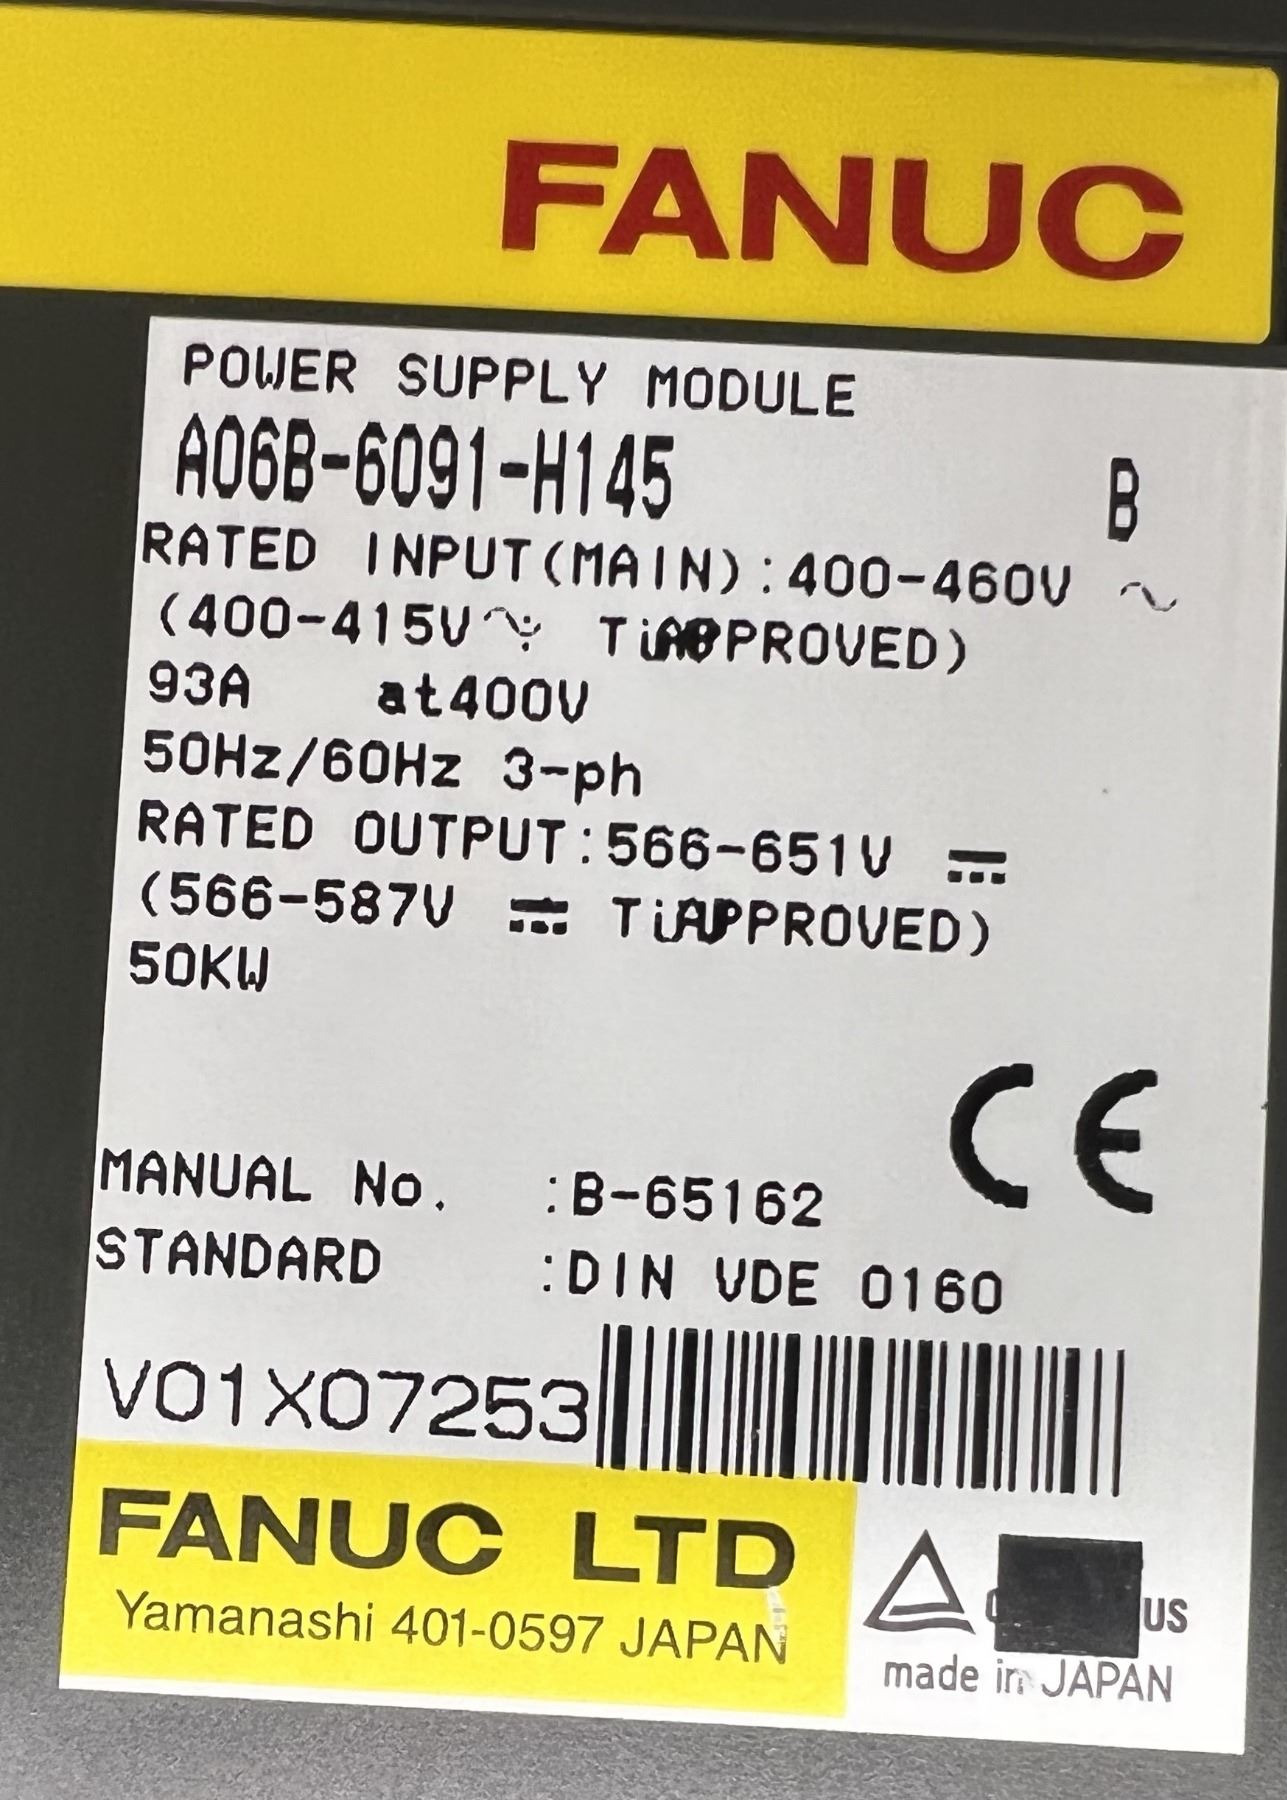 FANUC
POWER SUPPLY MODULE
A06B-6091-H145 B
RATED INPUT(MAIN):400-460V ~
(400-415V TüAPPROVED)
93A at400V
50Hz/60Hz 3-ph
RATED OUTPUT:566-651V ⎓
(566-587V ⎓ TüAPPROVED)
50KW
CE
MANUAL No. :B-65162
STANDARD :DIN VDE 0160
V01X07253
FANUC LTD
Yamanashi 401-0597 JAPAN
US
made in JAPAN